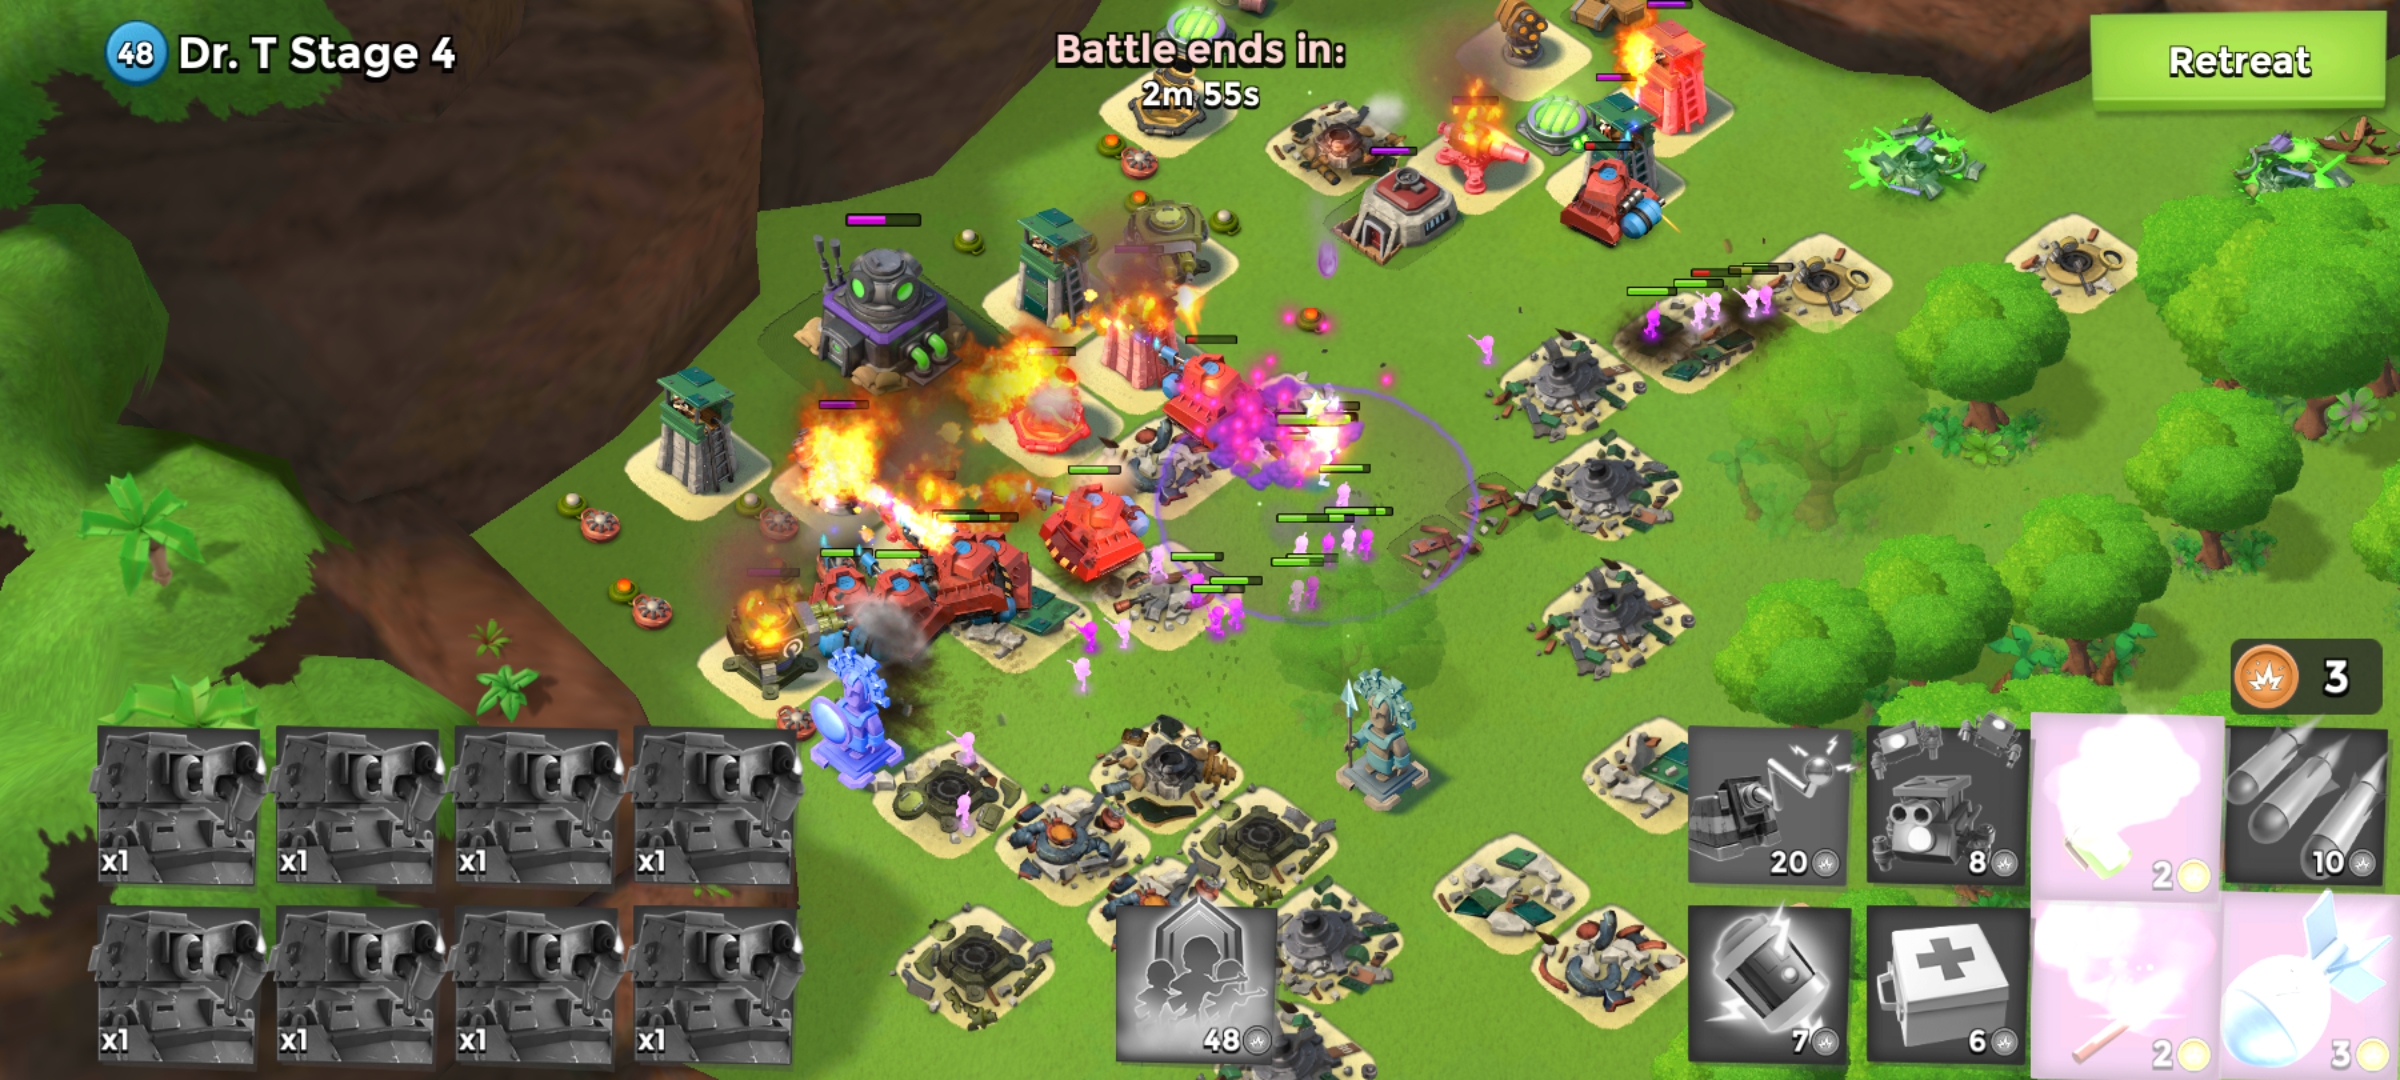 48 Dr. T Stage 4
Battle ends in:
2m 55s
Retreat
3
x1 x1 x1 x1
20 8 2 10
x1 x1 x1 x1
48
7 6 2 3